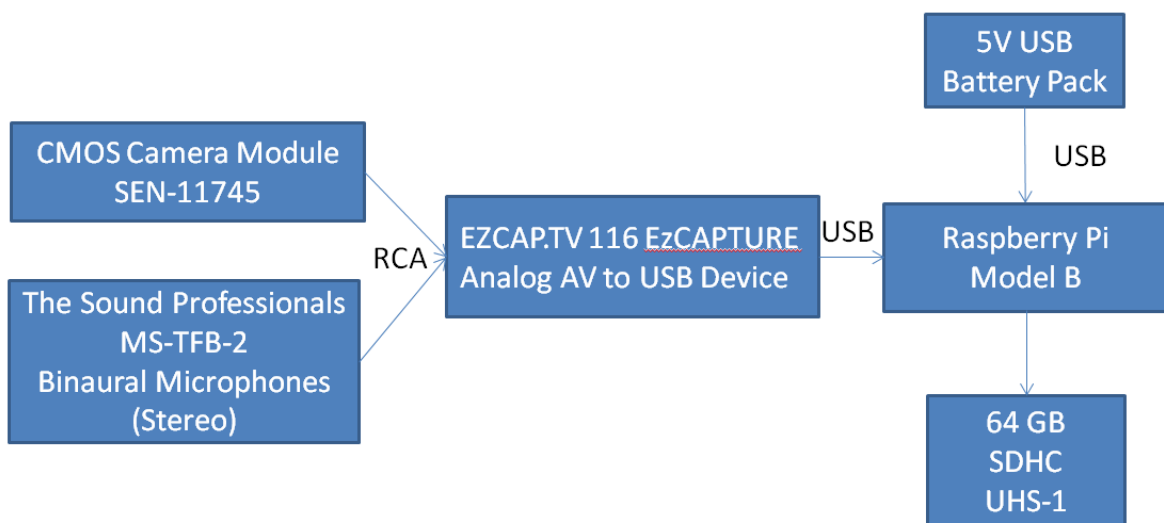 5V USB
Battery Pack
USB
CMOS Camera Module
SEN-11745
RCA
The Sound Professionals
MS-TFB-2
Binaural Microphones
(Stereo)
EZCAP.TV 116 EzCAPTURE
Analog AV to USB Device
USB
Raspberry Pi
Model B
64 GB
SDHC
UHS-1